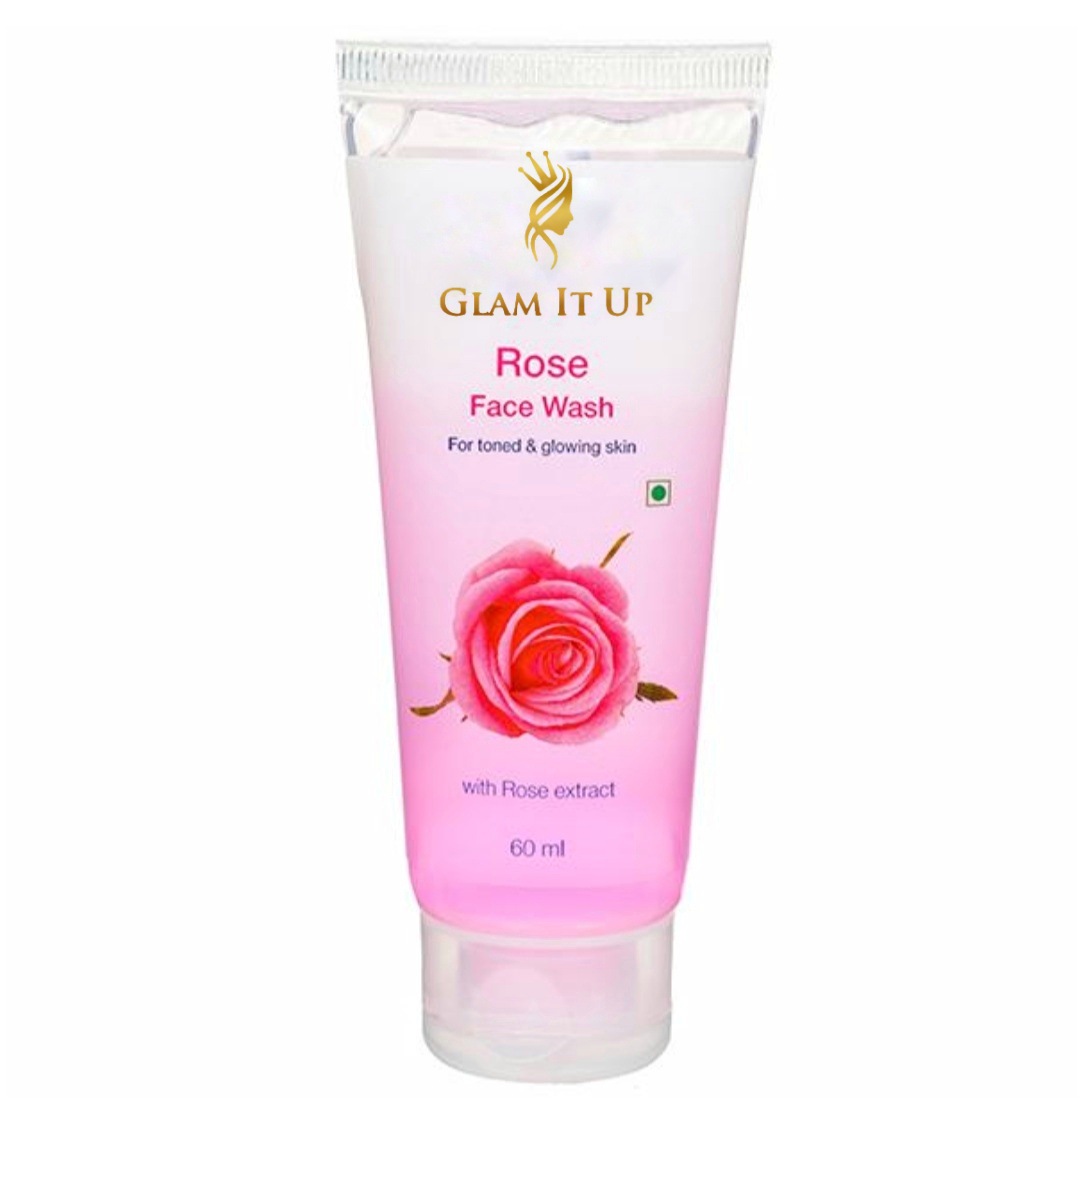 GLAM IT UP
Rose
Face Wash
For toned & glowing skin
with Rose extract
60 ml